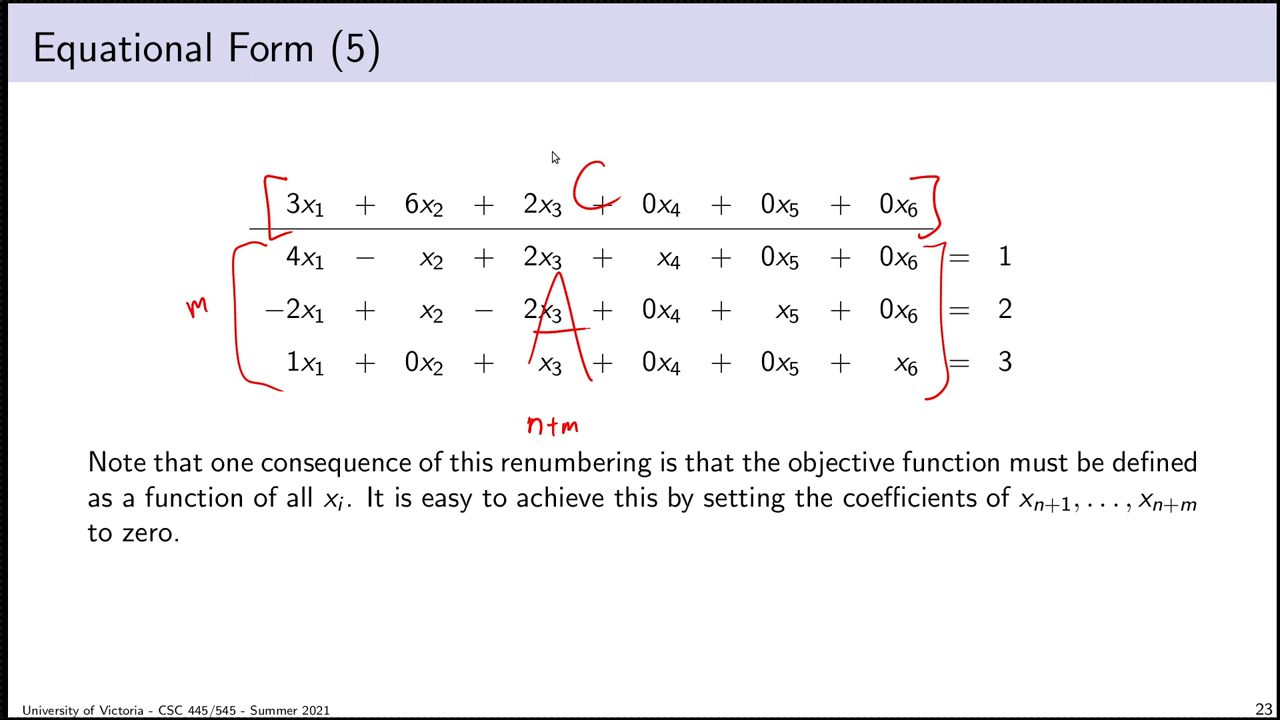 Equational Form (5)
C
3x₁ + 6x₂ + 2x₃ + 0x₄ + 0x₅ + 0x₆
4x₁ − x₂ + 2x₃ + x₄ + 0x₅ + 0x₆ = 1
m −2x₁ + x₂ − 2x₃ + 0x₄ + x₅ + 0x₆ = 2
A
1x₁ + 0x₂ + x₃ + 0x₄ + 0x₅ + x₆ = 3
n+m
Note that one consequence of this renumbering is that the objective function must be defined
as a function of all xᵢ. It is easy to achieve this by setting the coefficients of xₙ₊₁, . . . , xₙ₊ₘ
to zero.
University of Victoria - CSC 445/545 - Summer 2021 23